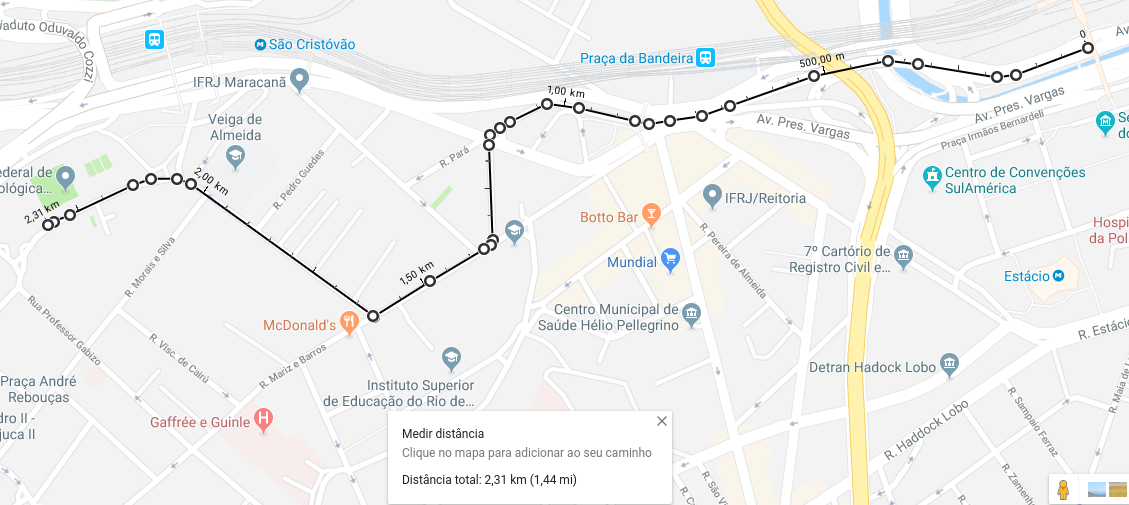 iaduto Oduvaldo Cozzi
São Cristóvão
Praça da Bandeira
0
500,00 m
IFRJ Maracanã
1,00 km
Av. Pres. Vargas
Av. Pres. Vargas
Praça Irmãos Bernardeli
Veiga de
Almeida
R. Pará
R. Pedro Guedes
ederal de
ológica...
2,00 km
2,31 km
Centro de Convenções
SulAmérica
IFRJ/Reitoria
Botto Bar
Hospi
da Pol
R. Pereira de Almeida
7º Cartório de
Registro Civil e...
Mundial
1,50 km
R. Morais e Silva
Estácio
Rua Professor Gabizo
McDonald's
Centro Municipal de
Saúde Hélio Pellegrino
R. Estácio
R. Visc. de Cairú
R. Mariz e Barros
Detran Haddock Lobo
Praça André
Rebouças
Instituto Superior
de Educação do Rio de...
R. Haddock Lobo
R. Sampaio Ferraz
R. Maia de
dro II -
juca II
Gaffrée e Guinle
Medir distância
Clique no mapa para adicionar ao seu caminho
Distância total: 2,31 km (1,44 mi)
R. São V
R. Zamenho